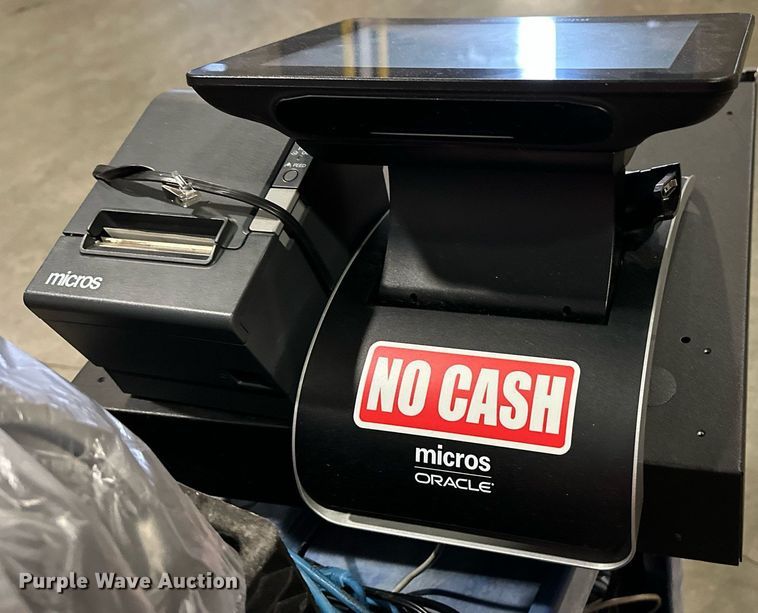 FEED
micros
NO CASH
micros
ORACLE
Purple Wave Auction